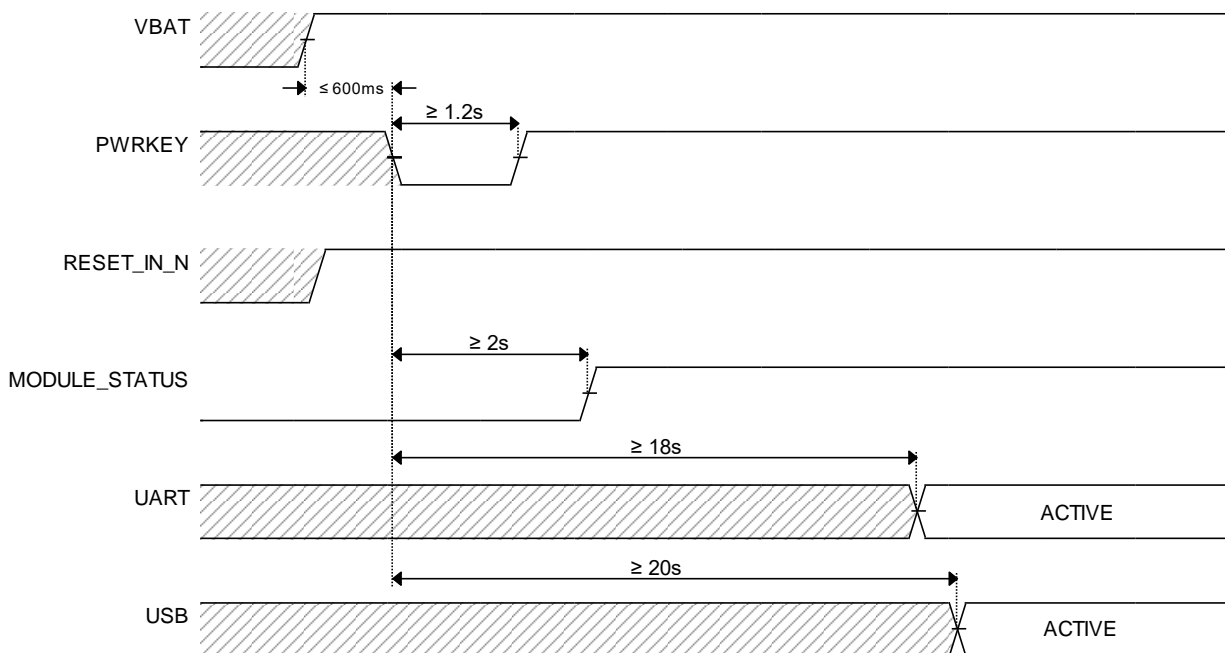 VBAT
≤ 600ms
≥ 1.2s
PWRKEY
RESET_IN_N
≥ 2s
MODULE_STATUS
≥ 18s
UART
ACTIVE
≥ 20s
USB
ACTIVE